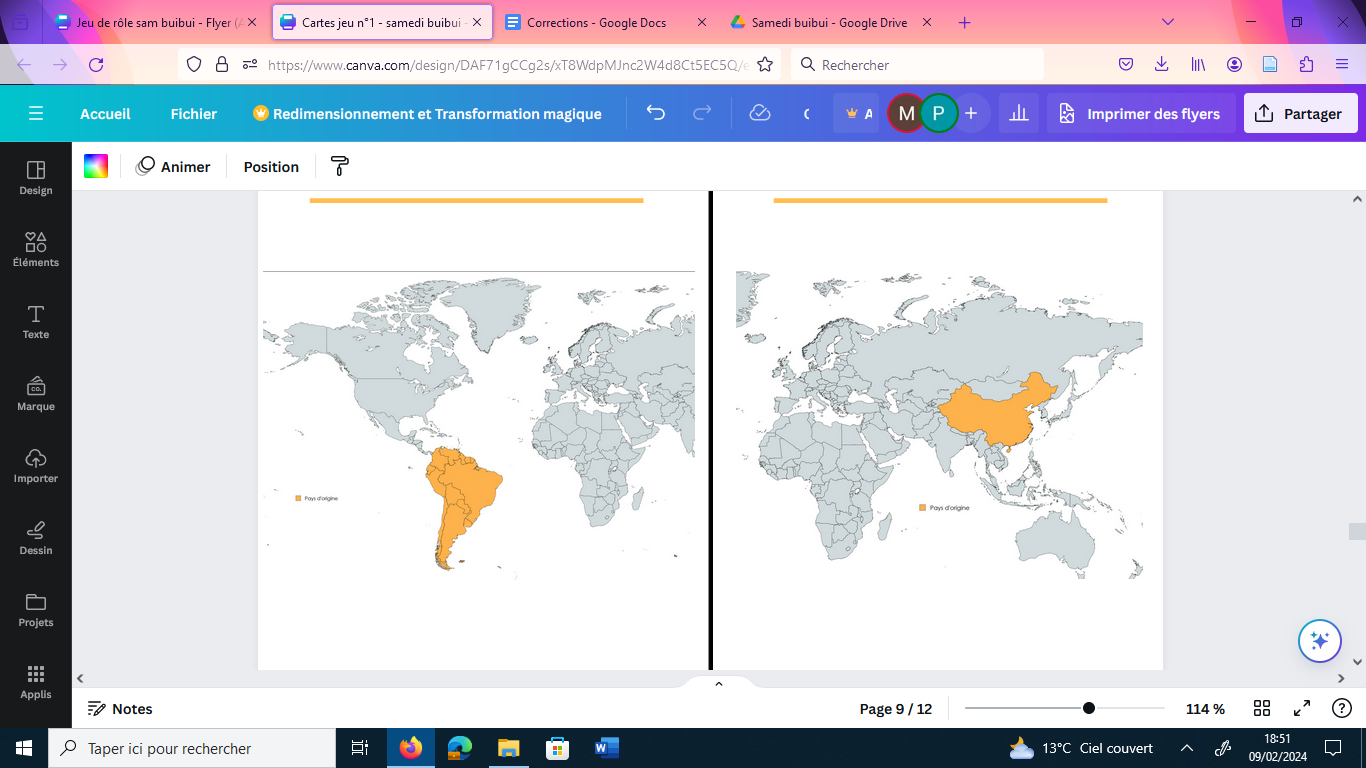 Jeu de rôle sam buibui - Flyer (A
Cartes jeu n°1 - samedi buibui -
Corrections - Google Docs
Samedi buibui - Google Drive
https://www.canva.com/design/DAF71gCCg2s/xT8WdpMJnc2W4d8Ct5EC5Q/e
Rechercher
Accueil
Fichier
Redimensionnement et Transformation magique
A
M
P
Imprimer des flyers
Partager
Animer
Position
Design
Éléments
Texte
CO.
Marque
Importer
Dessin
Projets
Applis
Pays d'origine
Pays d'origine
Notes
Page 9 / 12
114 %
Taper ici pour rechercher
13°C Ciel couvert
18:51
09/02/2024